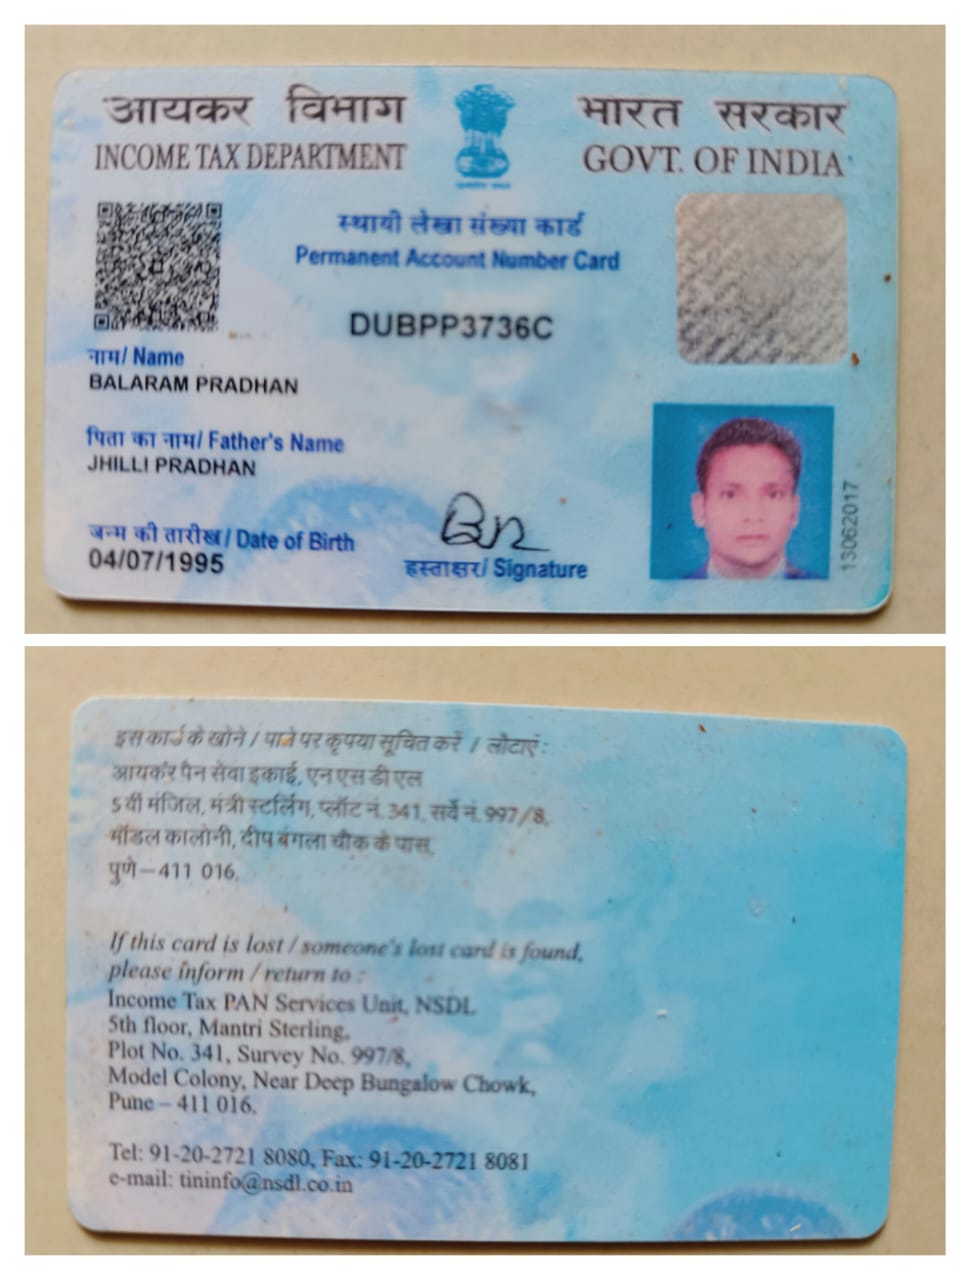 आयकर विभाग
INCOME TAX DEPARTMENT
भारत सरकार
GOVT. OF INDIA
स्थायी लेखा संख्या कार्ड
Permanent Account Number Card
DUBPP3736C
नाम/ Name
BALARAM PRADHAN
पिता का नाम/ Father's Name
JHILLI PRADHAN
जन्म की तारीख/ Date of Birth
04/07/1995
हस्ताक्षर/ Signature
13062017
इस कार्ड के खोने / पाने पर कृपया सूचित करें / लौटाएं :
आयकर पैन सेवा इकाई, एन एस डी एल
5 वीं मंजिल, मंत्री स्टर्लिंग, प्लॉट नं. 341, सर्वे नं. 997/8,
मॉडल कालोनी, दीप बंगला चौक के पास,
पुणे – 411 016.
If this card is lost / someone's lost card is found,
please inform / return to :
Income Tax PAN Services Unit, NSDL
5th floor, Mantri Sterling,
Plot No. 341, Survey No. 997/8,
Model Colony, Near Deep Bungalow Chowk,
Pune – 411 016.
Tel: 91-20-2721 8080, Fax: 91-20-2721 8081
e-mail: tininfo@nsdl.co.in